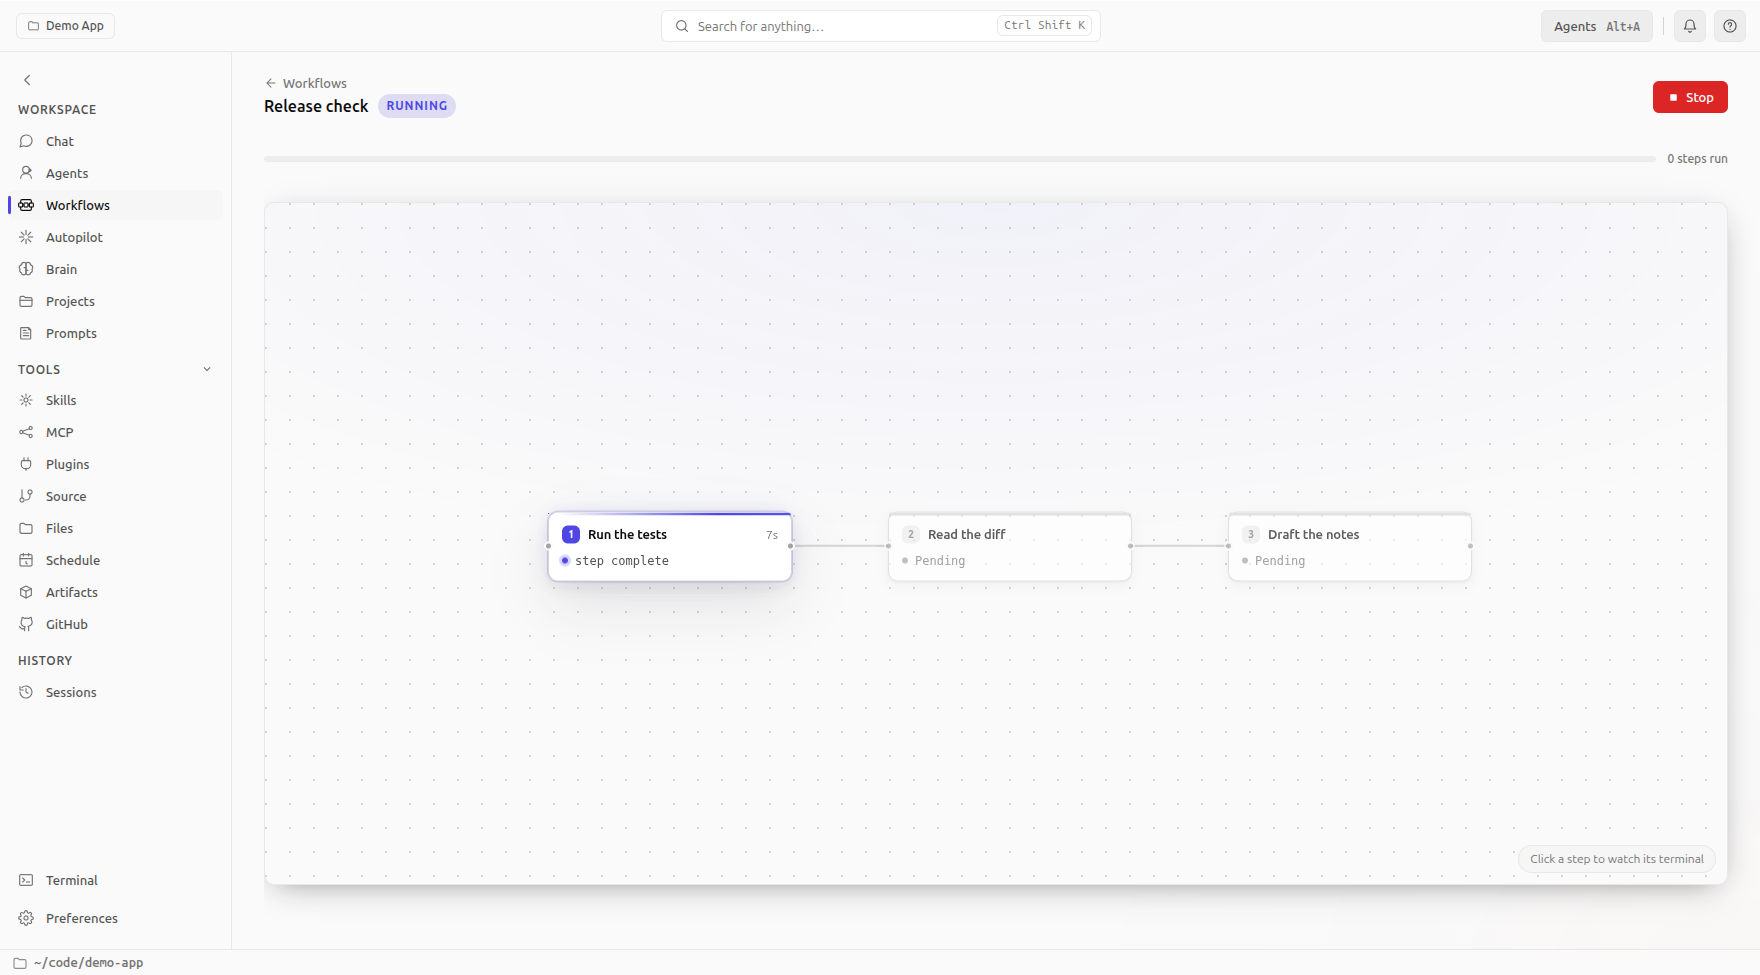 Demo App
Search for anything…
Ctrl Shift K
Agents Alt+A
WORKSPACE
Chat
Agents
Workflows
Autopilot
Brain
Projects
Prompts
TOOLS
Skills
MCP
Plugins
Source
Files
Schedule
Artifacts
GitHub
HISTORY
Sessions
Terminal
Preferences
Workflows
Release check RUNNING
Stop
0 steps run
1 Run the tests 7s
step complete
2 Read the diff
Pending
3 Draft the notes
Pending
Click a step to watch its terminal
~/code/demo-app